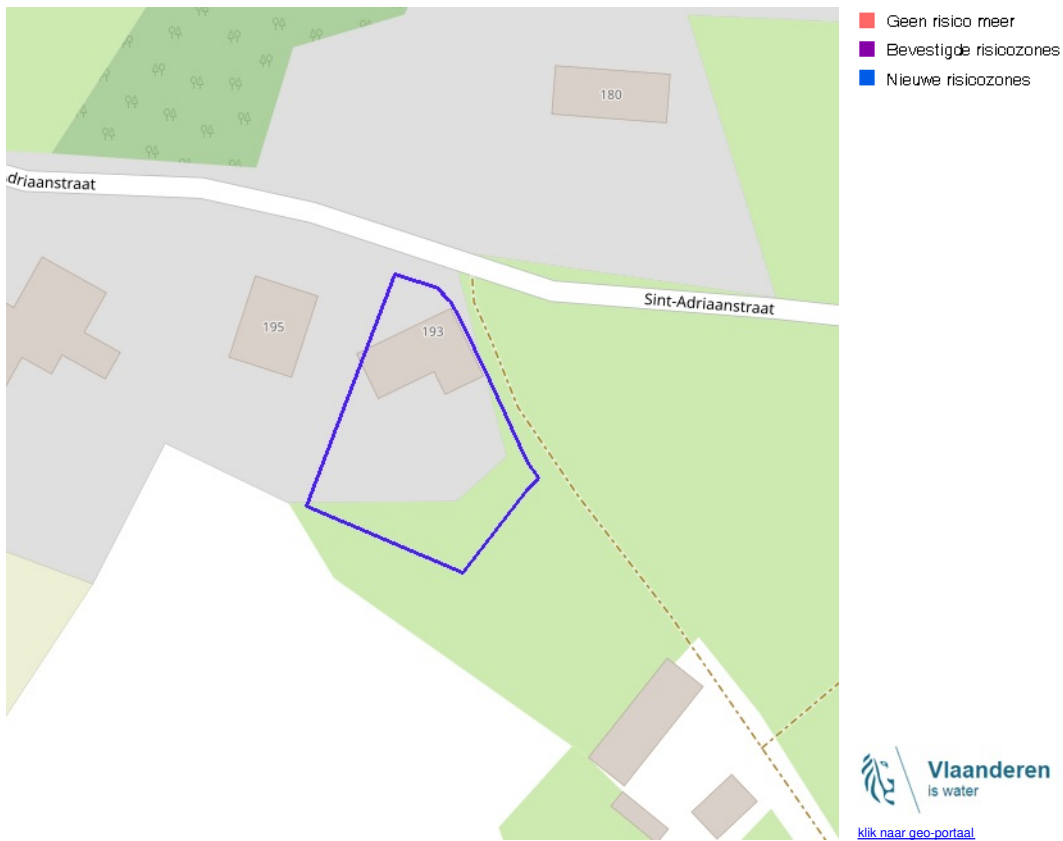 Geen risico meer
Bevestigde risicozones
Nieuwe risicozones
180
driaanstraat
Sint-Adriaanstraat
195
193
Vlaanderen
is water
klik naar geo-portaal